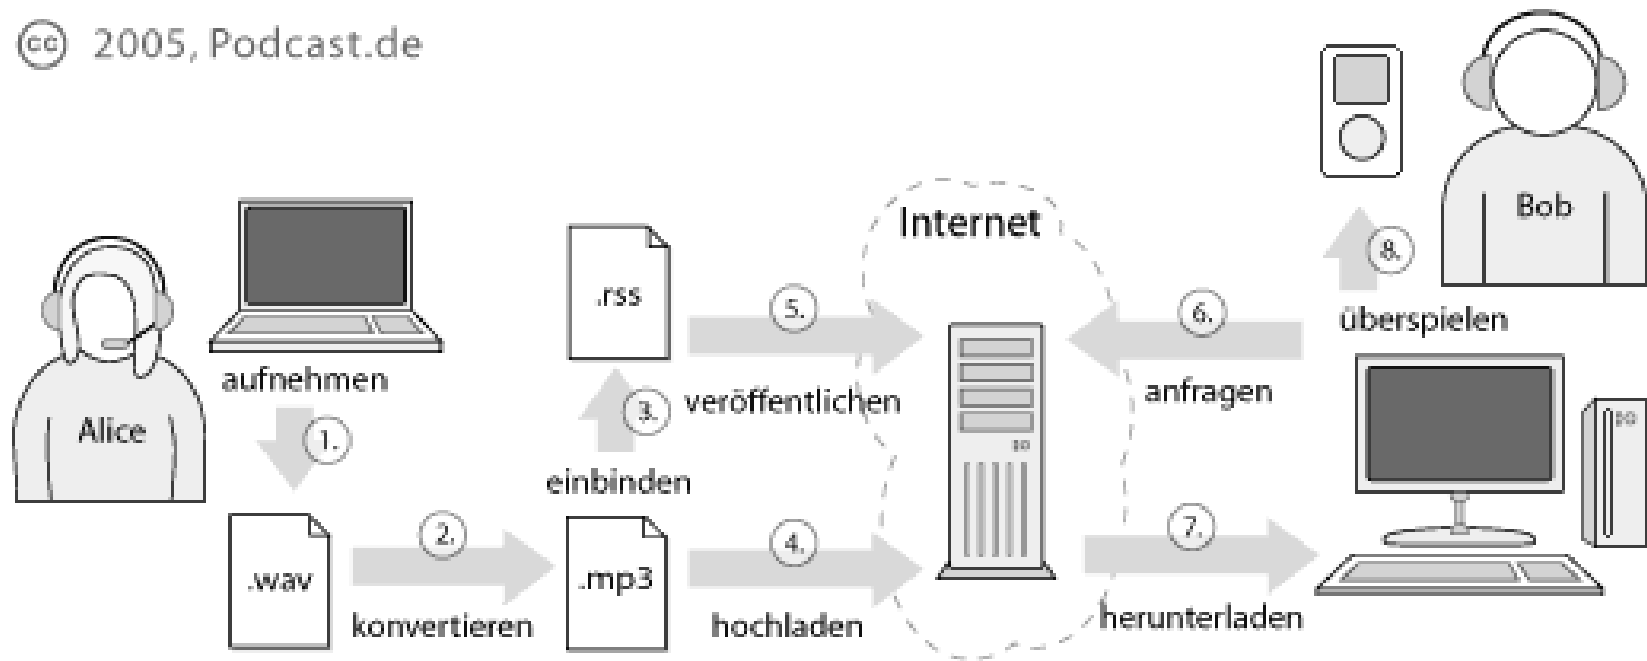 cc 2005, Podcast.de
Alice
aufnehmen
1.
.wav
2.
konvertieren
.mp3
3.
einbinden
.rss
4.
hochladen
5.
veröffentlichen
Internet
6.
anfragen
7.
herunterladen
8.
überspielen
Bob